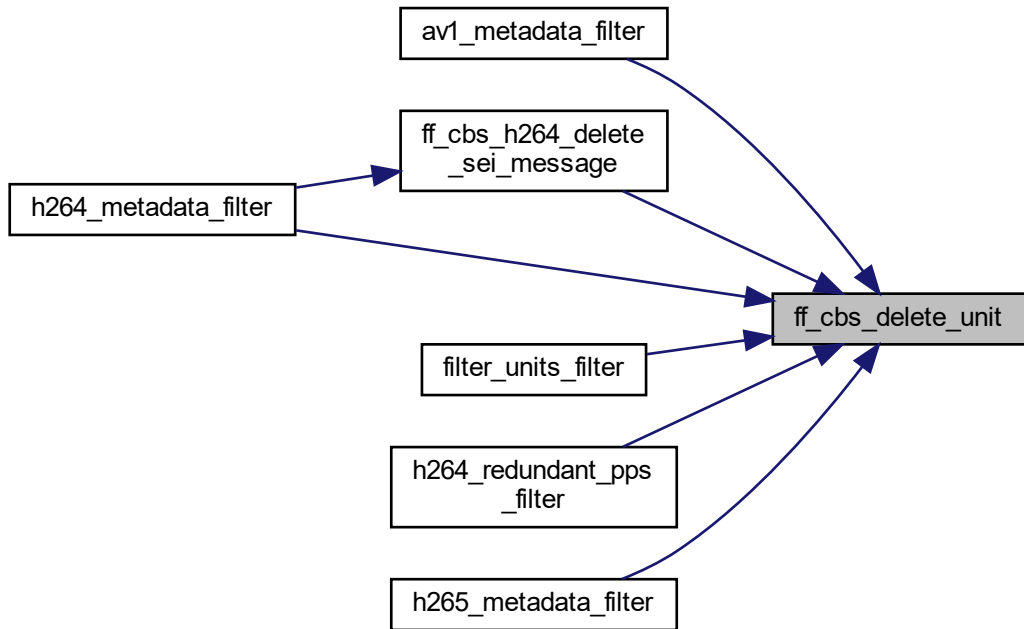 av1_metadata_filter
ff_cbs_h264_delete
_sei_message
h264_metadata_filter
ff_cbs_delete_unit
filter_units_filter
h264_redundant_pps
_filter
h265_metadata_filter